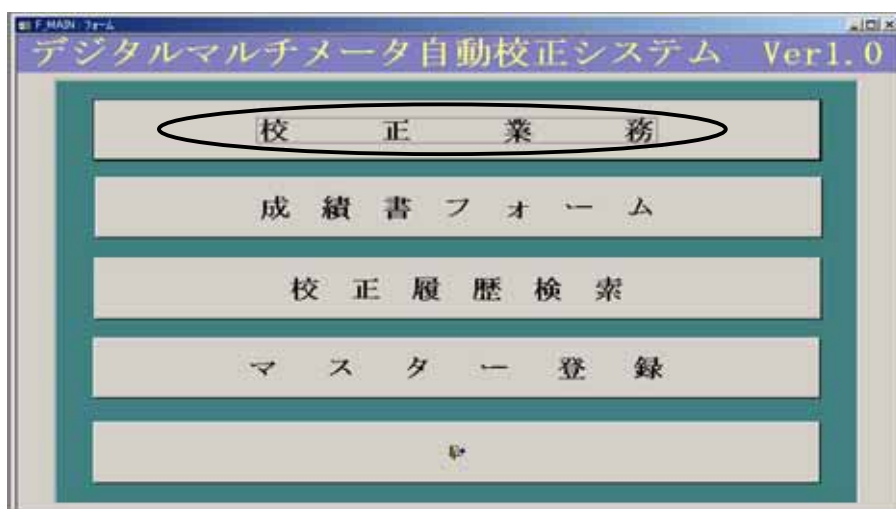 F_MAIN : フォーム
デジタルマルチメータ自動校正システム Ver1.0
校正業務
成績書フォーム
校正履歴検索
マスター登録